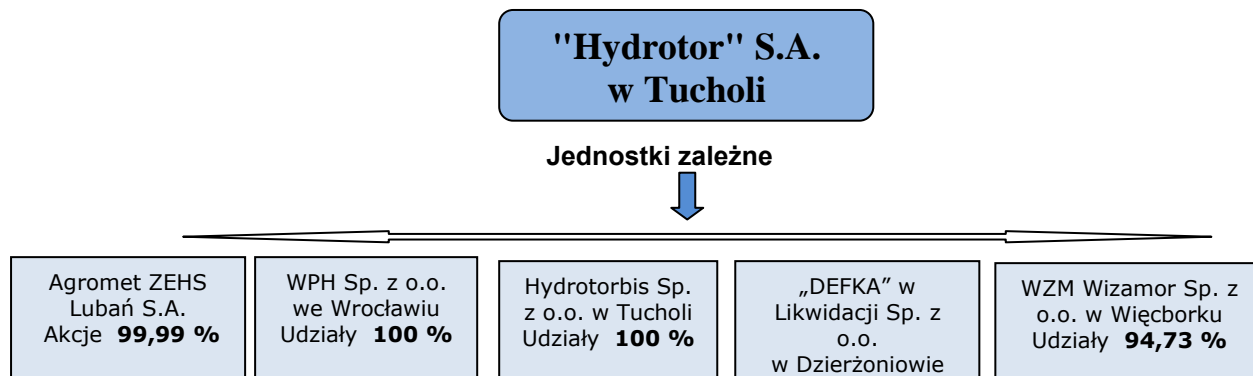 "Hydrotor" S.A.
w Tucholi
Jednostki zależne
Agromet ZEHS
Lubań S.A.
Akcje 99,99 %
WPH Sp. z o.o.
we Wrocławiu
Udziały 100 %
Hydrotorbis Sp.
z o.o. w Tucholi
Udziały 100 %
„DEFKA” w
Likwidacji Sp. z
o.o.
w Dzierżoniowie
WZM Wizamor Sp. z
o.o. w Więcborku
Udziały 94,73 %